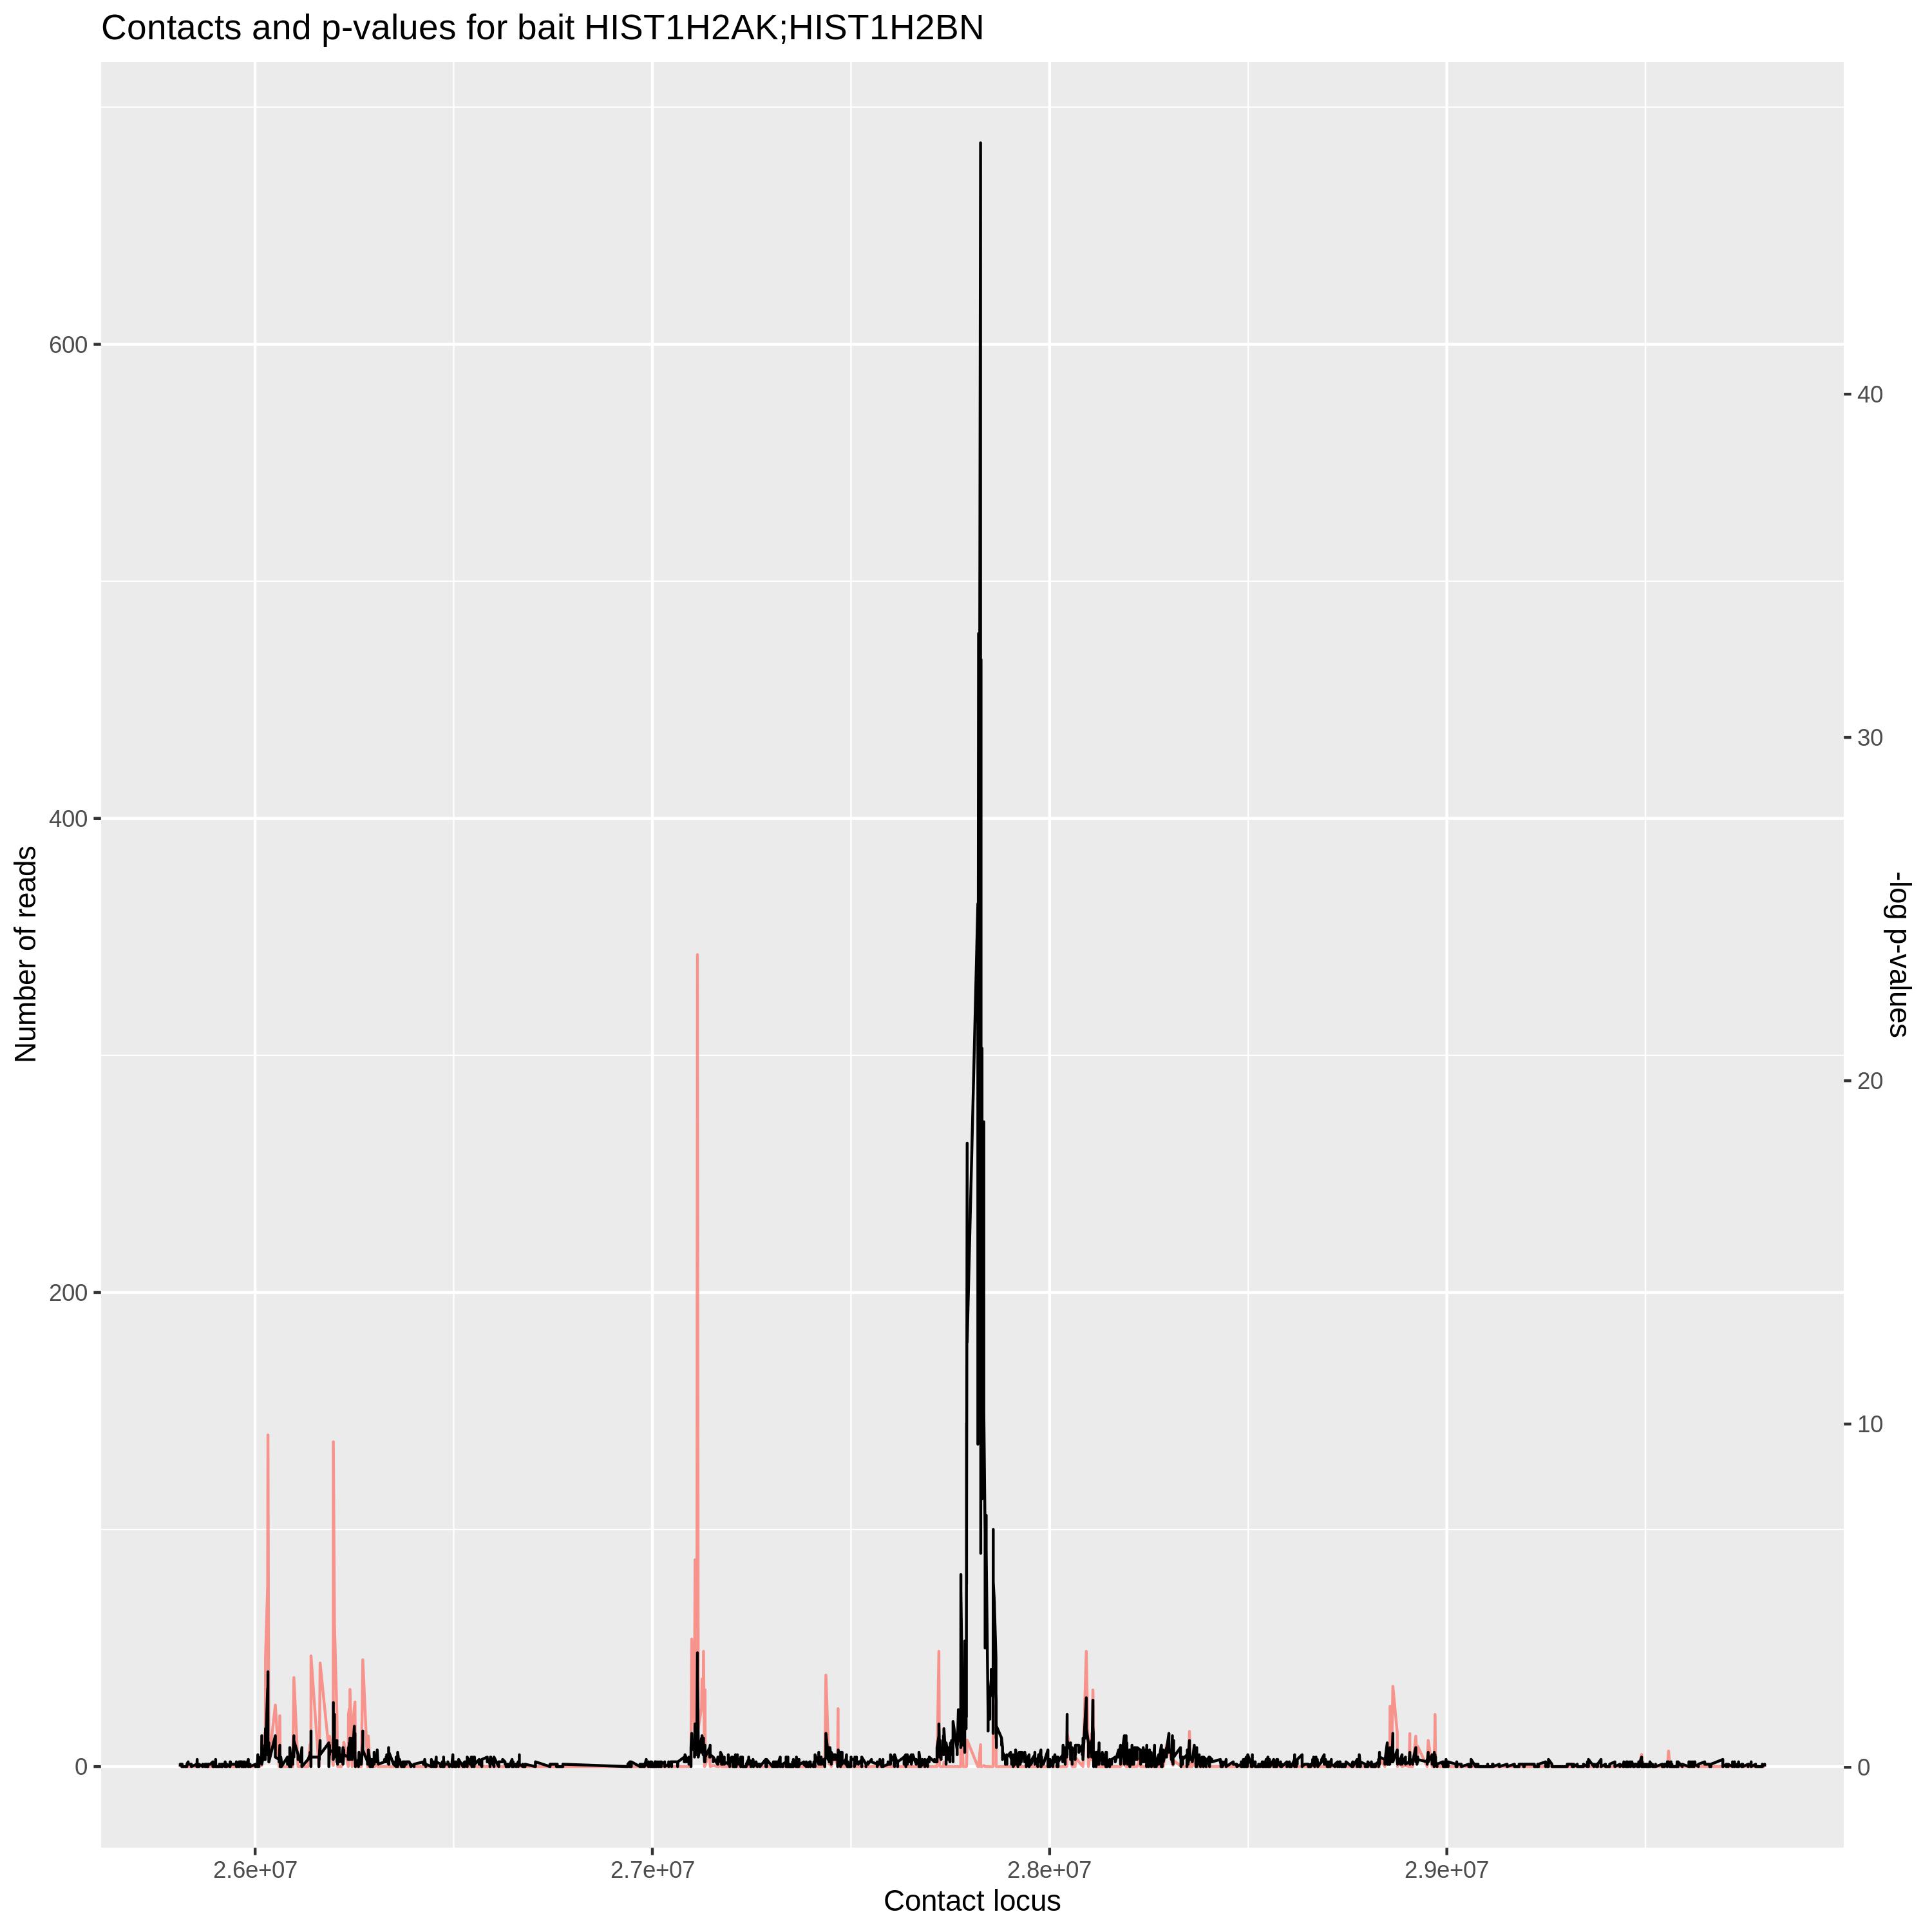 Contacts and p-values for bait HIST1H2AK;HIST1H2BN
600
400
200
0
Number of reads
40
30
20
10
0
-log p-values
2.6e+07
2.7e+07
2.8e+07
2.9e+07
Contact locus